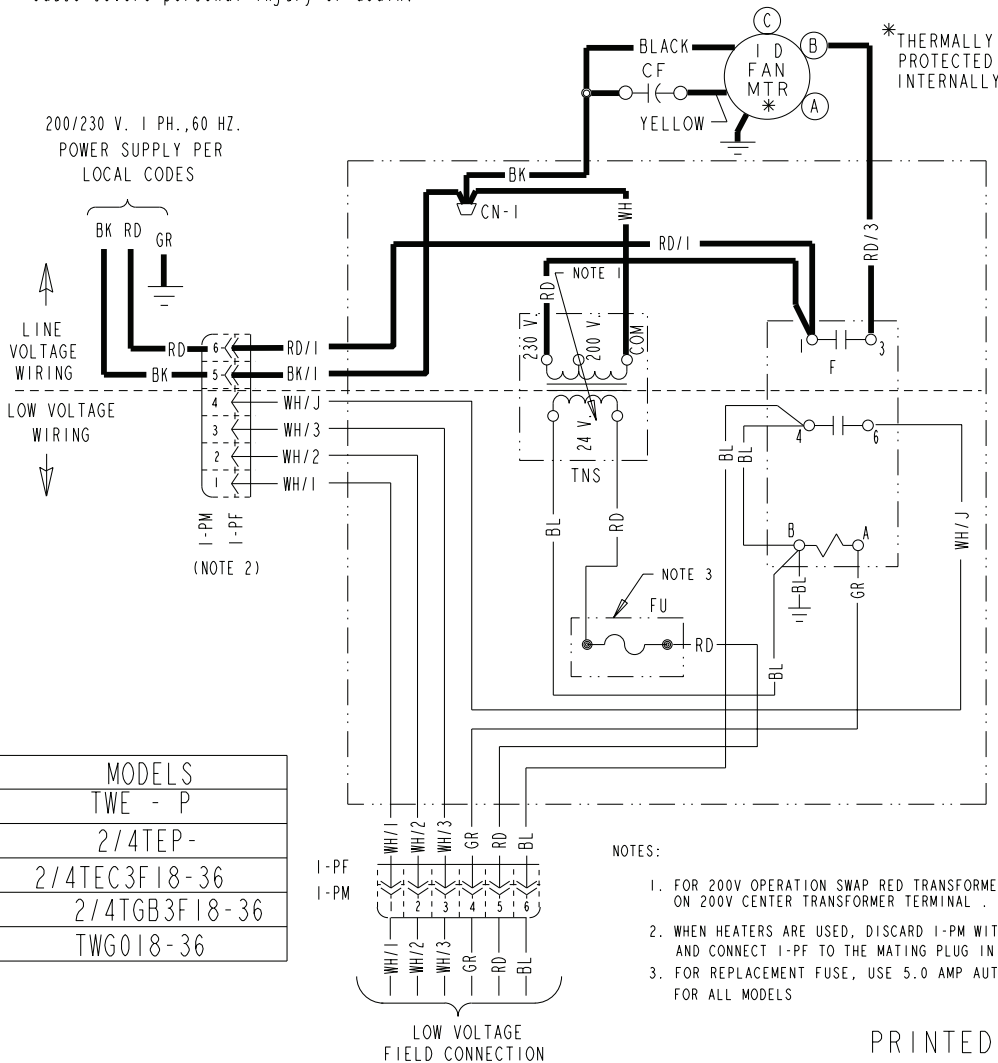 C
BLACK
I D
FAN
MTR
*
B
A
CF
YELLOW
*THERMALLY
PROTECTED
INTERNALLY
200/230 V. 1 PH.,60 HZ.
POWER SUPPLY PER
LOCAL CODES
BK RD GR
BK
CN-1
WH
RD/1
RD/3
NOTE 1
RD
LINE
VOLTAGE
WIRING
230 V.
200 V.
COM
1
3
F
RD
6
RD/1
BK
5
BK/1
LOW VOLTAGE
WIRING
4
WH/J
3
WH/3
2
WH/2
1
WH/1
24 V.
TNS
4
6
BL
BL
WH/J
1-PM
1-PF
(NOTE 2)
BL
RD
B
A
BL
GR
NOTE 3
FU
RD
BL
MODELS
TWE - P
2/4TEP-
2/4TEC3F18-36
2/4TGB3F18-36
TWG018-36
WH/1
WH/2
WH/3
GR
RD
BL
1-PF
1-PM
1 2 3 4 5 6
WH/1
WH/2
WH/3
GR
RD
BL
LOW VOLTAGE
FIELD CONNECTION
NOTES:
1. FOR 200V OPERATION SWAP RED
ON 200V CENTER TRANSFORMER TERMINAL .
2. WHEN HEATERS ARE USED, DISCARD 1-PM
AND CONNECT 1-PF TO THE MATING PLUG IN
3. FOR REPLACEMENT FUSE, USE 5.0 AMP
FOR ALL MODELS
PRINTED